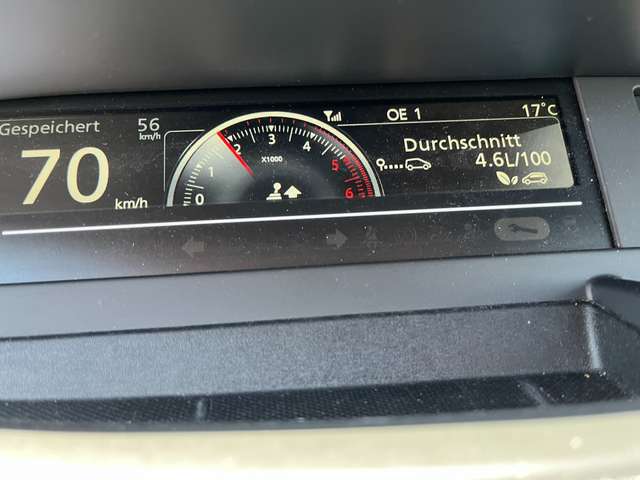 Gespeichert 56
km/h
70
km/h
0 1 2 3 4 5 6
X1000
OE 1 17°C
Durchschnitt
4.6L/100